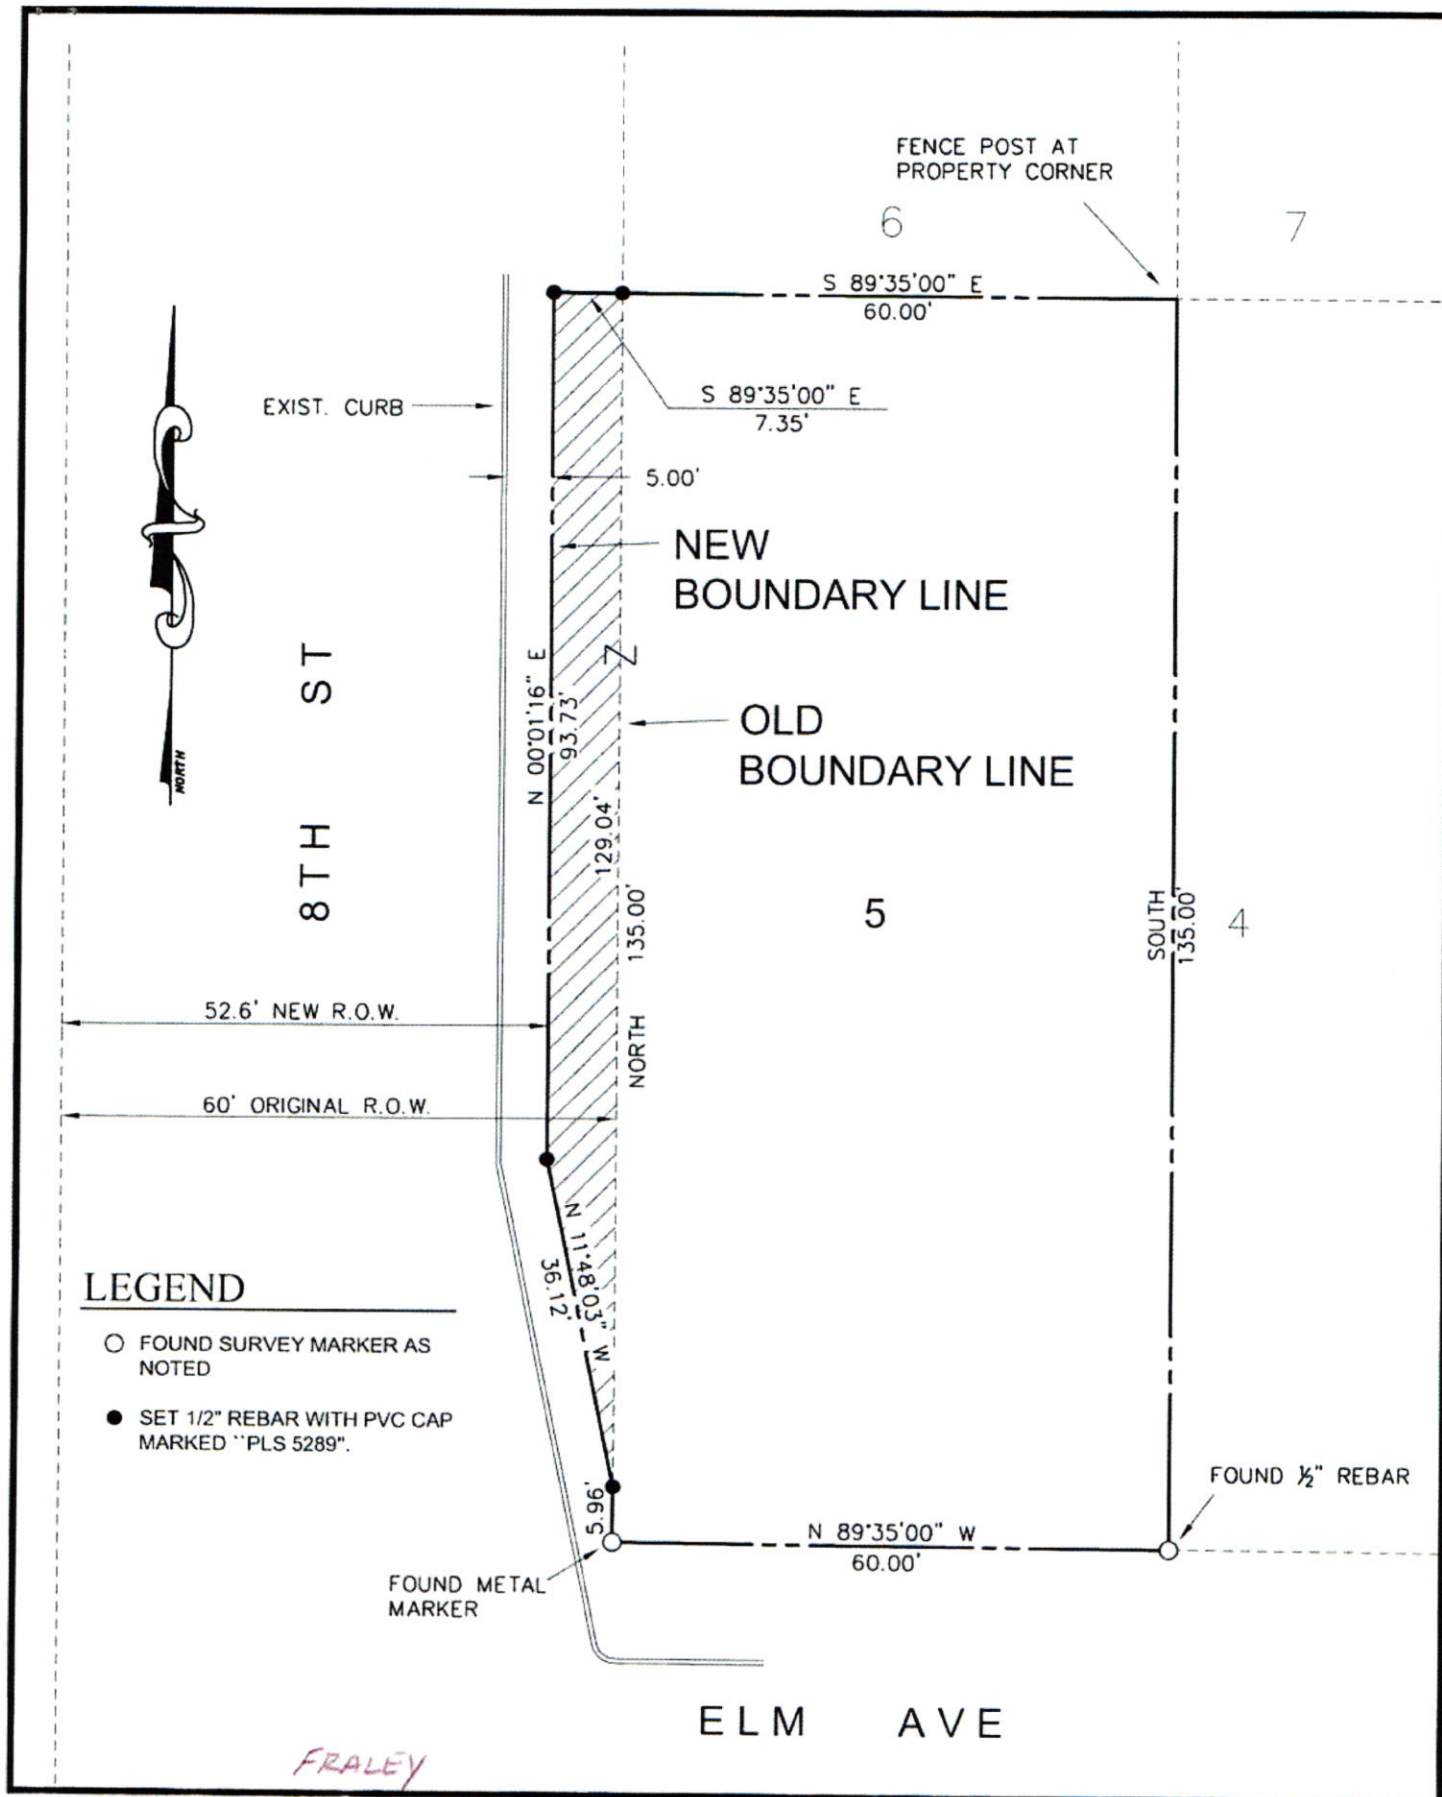 FENCE POST AT
PROPERTY CORNER
6
7
S 89°35'00" E
60.00'
EXIST. CURB
S 89°35'00" E
7.35'
5.00'
NEW
BOUNDARY LINE
N 00°01'16" E
93.73'
Z
OLD
BOUNDARY LINE
8TH ST
129.04'
NORTH 135.00'
5
SOUTH
135.00'
4
NORTH
52.6' NEW R.O.W.
60' ORIGINAL R.O.W.
N 11°48'03" W
36.12'
LEGEND
FOUND SURVEY MARKER AS
NOTED
SET 1/2" REBAR WITH PVC CAP
MARKED "PLS 5289".
5.96'
FOUND ½" REBAR
N 89°35'00" W
60.00'
FOUND METAL
MARKER
ELM AVE
FRALEY